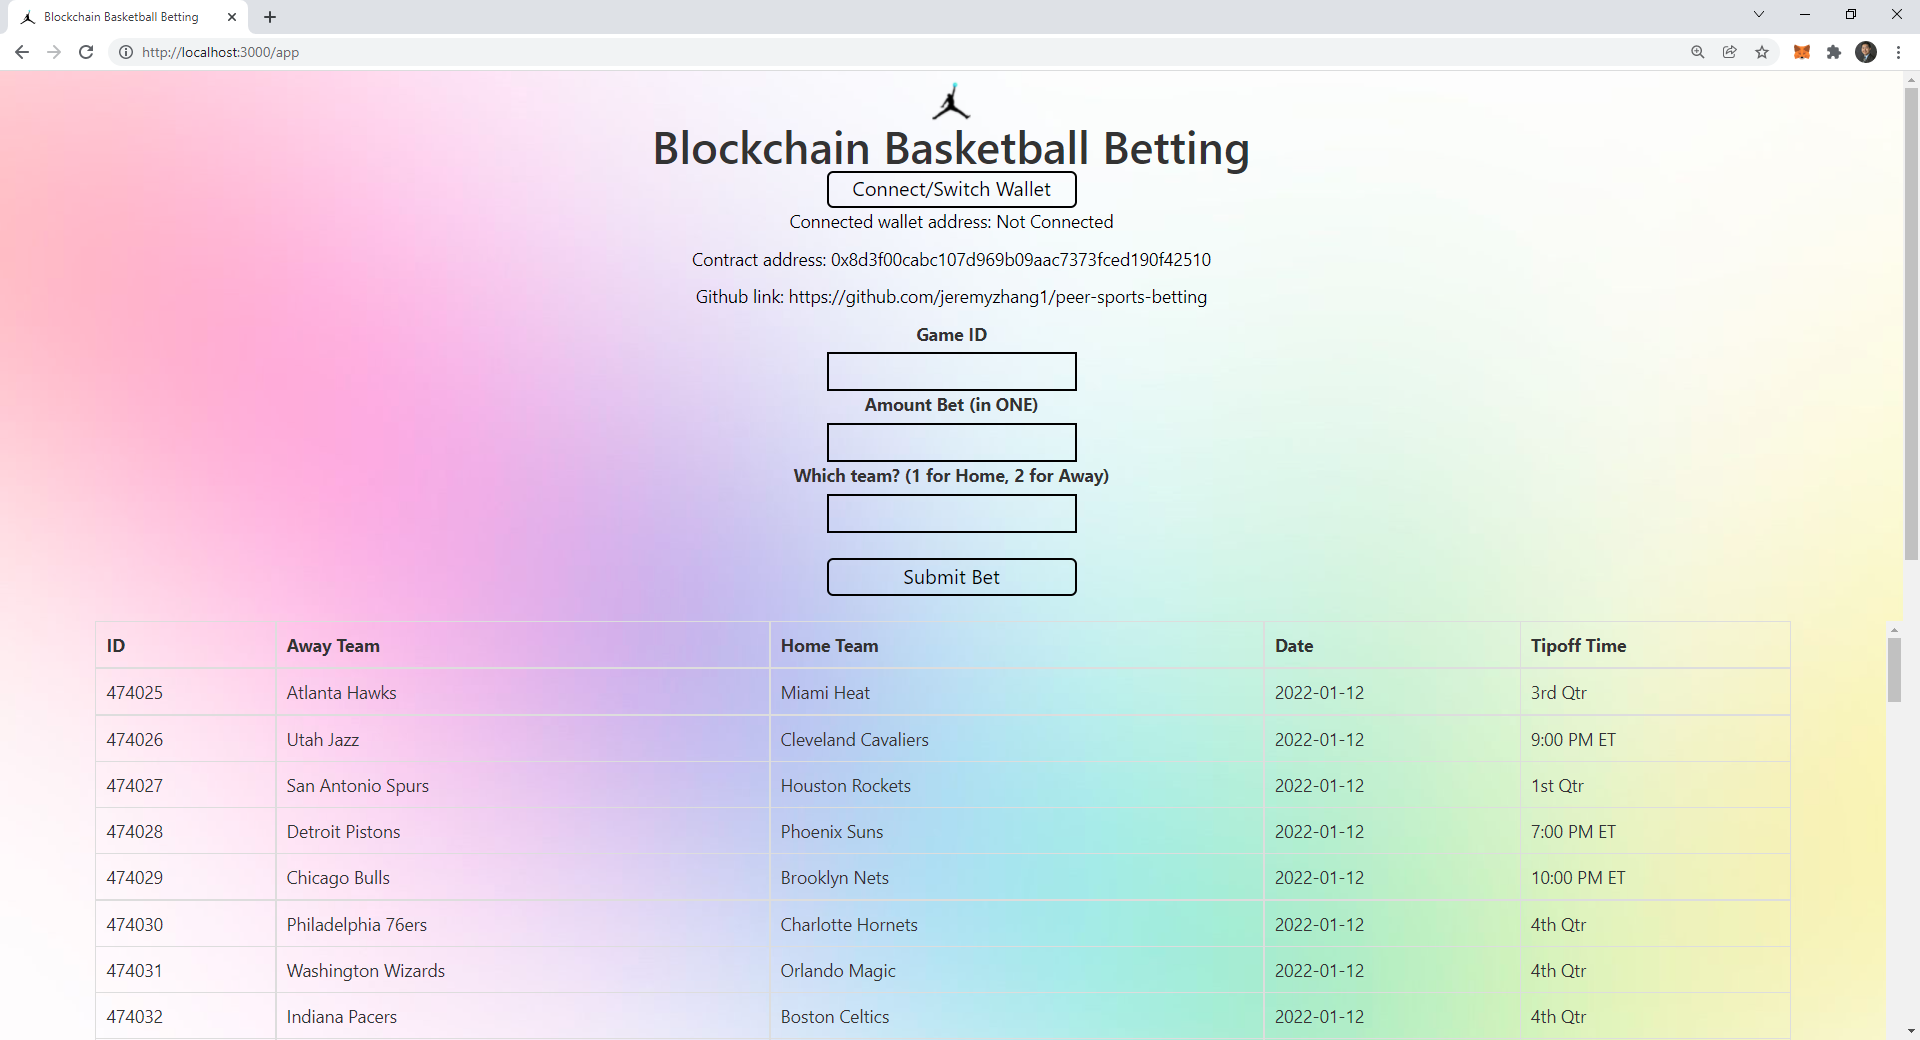 Blockchain Basketball Betting
http://localhost:3000/app
Blockchain Basketball Betting
Connect/Switch Wallet
Connected wallet address: Not Connected
Contract address: 0x8d3f00cabc107d969b09aac7373fced190f42510
Github link: https://github.com/jeremyzhang1/peer-sports-betting
Game ID
Amount Bet (in ONE)
Which team? (1 for Home, 2 for Away)
Submit Bet
ID Away Team Home Team Date Tipoff Time
474025 Atlanta Hawks Miami Heat 2022-01-12 3rd Qtr
474026 Utah Jazz Cleveland Cavaliers 2022-01-12 9:00 PM ET
474027 San Antonio Spurs Houston Rockets 2022-01-12 1st Qtr
474028 Detroit Pistons Phoenix Suns 2022-01-12 7:00 PM ET
474029 Chicago Bulls Brooklyn Nets 2022-01-12 10:00 PM ET
474030 Philadelphia 76ers Charlotte Hornets 2022-01-12 4th Qtr
474031 Washington Wizards Orlando Magic 2022-01-12 4th Qtr
474032 Indiana Pacers Boston Celtics 2022-01-12 4th Qtr